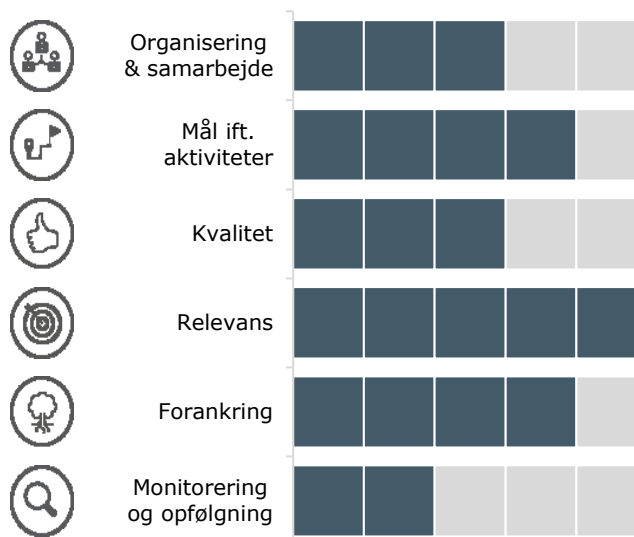 Organisering
& samarbejde
Mål ift.
aktiviteter
Kvalitet
Relevans
Forankring
Monitorering
og opfølgning